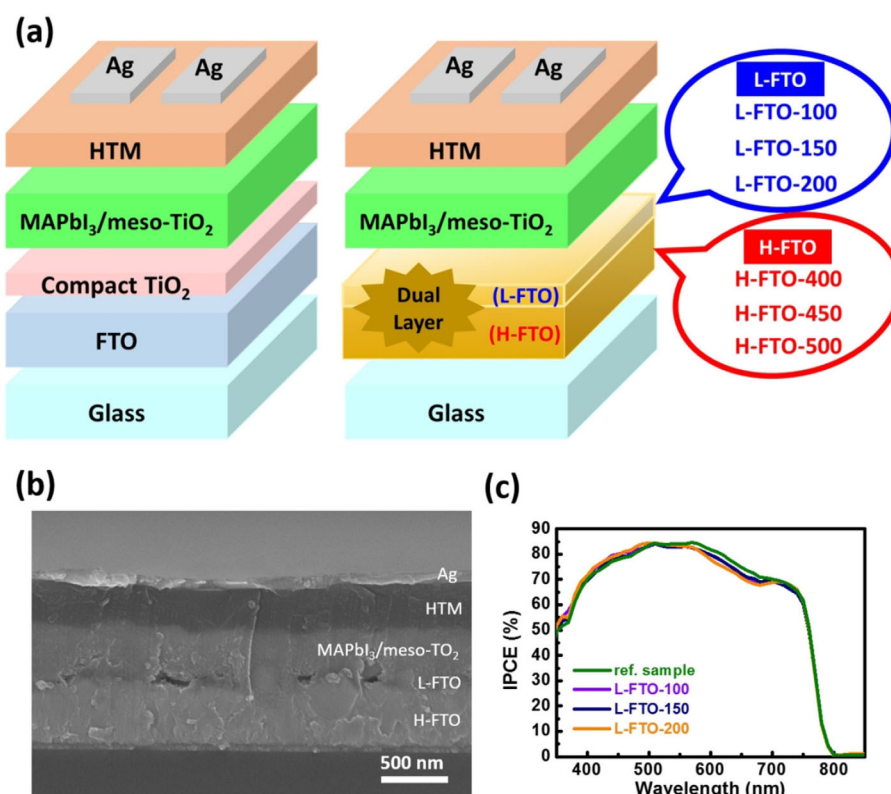 (a)
Ag Ag
HTM
MAPbI₃/meso-TiO₂
Compact TiO₂
FTO
Glass
Ag Ag
HTM
MAPbI₃/meso-TiO₂
Dual
Layer
(L-FTO)
(H-FTO)
Glass
L-FTO
L-FTO-100
L-FTO-150
L-FTO-200
H-FTO
H-FTO-400
H-FTO-450
H-FTO-500
(b)
Ag
HTM
MAPbI₃/meso-TO₂
L-FTO
H-FTO
500 nm
(c)
IPCE (%)
90
80
70
60
50
40
30
20
10
0
ref. sample
L-FTO-100
L-FTO-150
L-FTO-200
400 500 600 700 800
Wavelength (nm)